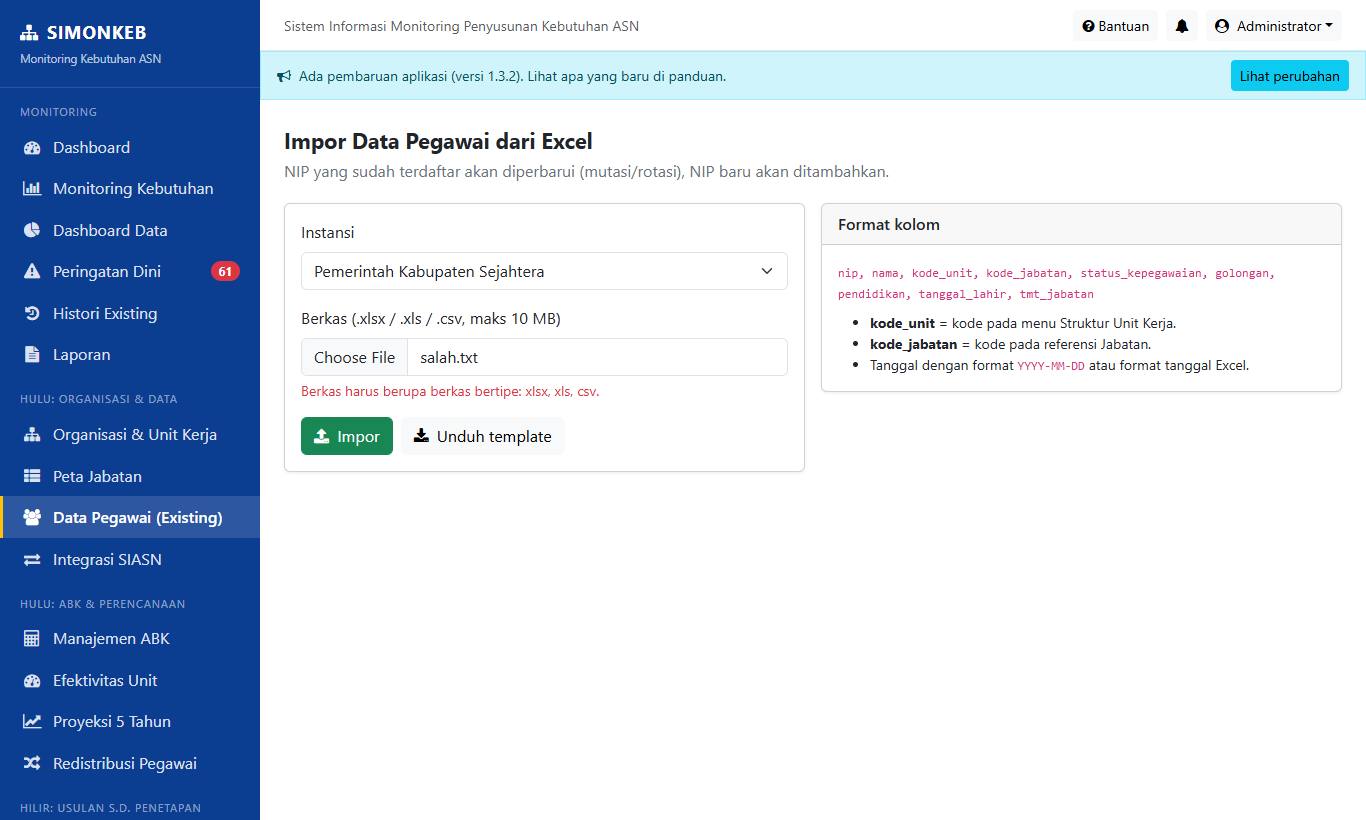 SIMONKEB
Monitoring Kebutuhan ASN
MONITORING
Dashboard
Monitoring Kebutuhan
Dashboard Data
Peringatan Dini
61
Histori Existing
Laporan
HULU: ORGANISASI & DATA
Organisasi & Unit Kerja
Peta Jabatan
Data Pegawai (Existing)
Integrasi SIASN
HULU: ABK & PERENCANAAN
Manajemen ABK
Efektivitas Unit
Proyeksi 5 Tahun
Redistribusi Pegawai
HILIR: USULAN S.D. PENETAPAN
Sistem Informasi Monitoring Penyusunan Kebutuhan ASN
Bantuan
Administrator
Ada pembaruan aplikasi (versi 1.3.2). Lihat apa yang baru di panduan.
Lihat perubahan
Impor Data Pegawai dari Excel
NIP yang sudah terdaftar akan diperbarui (mutasi/rotasi), NIP baru akan ditambahkan.
Instansi
Pemerintah Kabupaten Sejahtera
Berkas (.xlsx / .xls / .csv, maks 10 MB)
Choose File salah.txt
Berkas harus berupa berkas bertipe: xlsx, xls, csv.
Impor
Unduh template
Format kolom
nip, nama, kode_unit, kode_jabatan, status_kepegawaian, golongan,
pendidikan, tanggal_lahir, tmt_jabatan
kode_unit = kode pada menu Struktur Unit Kerja.
kode_jabatan = kode pada referensi Jabatan.
Tanggal dengan format YYYY-MM-DD atau format tanggal Excel.